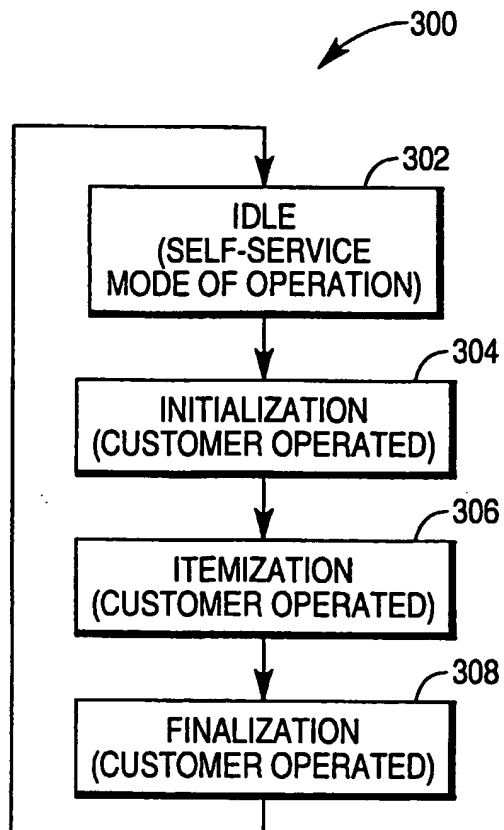 300
302
IDLE
(SELF-SERVICE
MODE OF OPERATION)
304
INITIALIZATION
(CUSTOMER OPERATED)
306
ITEMIZATION
(CUSTOMER OPERATED)
308
FINALIZATION
(CUSTOMER OPERATED)